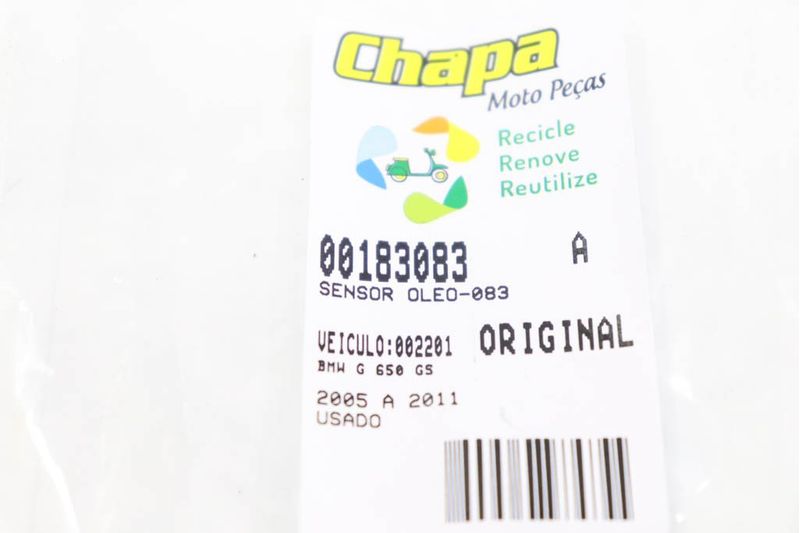 Chapa
Moto Peças
Recicle
Renove
Reutilize
00183083 A
SENSOR OLEO-083
VEICULO:002201 ORIGINAL
BMW G 650 GS
2005 A 2011
USADO